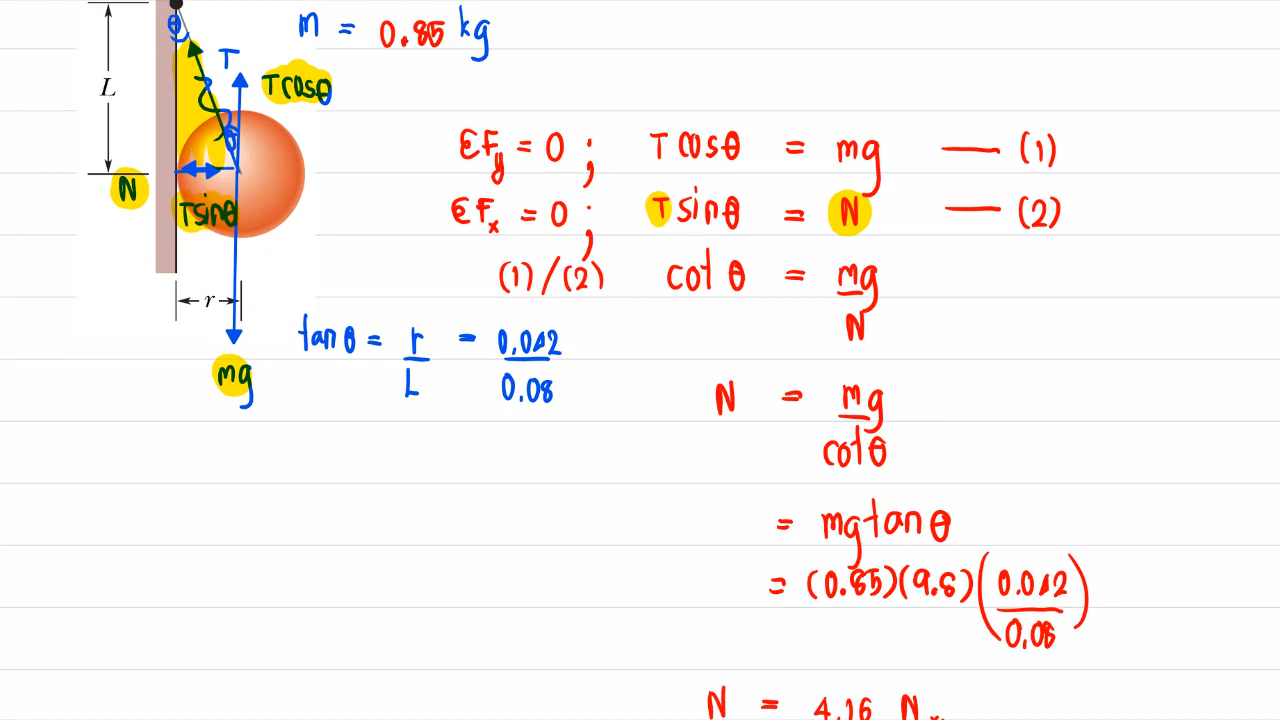 θ
m = 0.85 kg
L
T
Tcosθ
θ
ΣFy = 0 ; Tcosθ = mg —— (1)
N
Tsinθ
ΣFx = 0 ; Tsinθ = N —— (2)
(1)/(2) cot θ = mg/N
r
tanθ = r/L = 0.042/0.08
mg
N = mg/cotθ
= mgtanθ
= (0.85)(9.8)(0.042/0.08)
N = 4.16 N